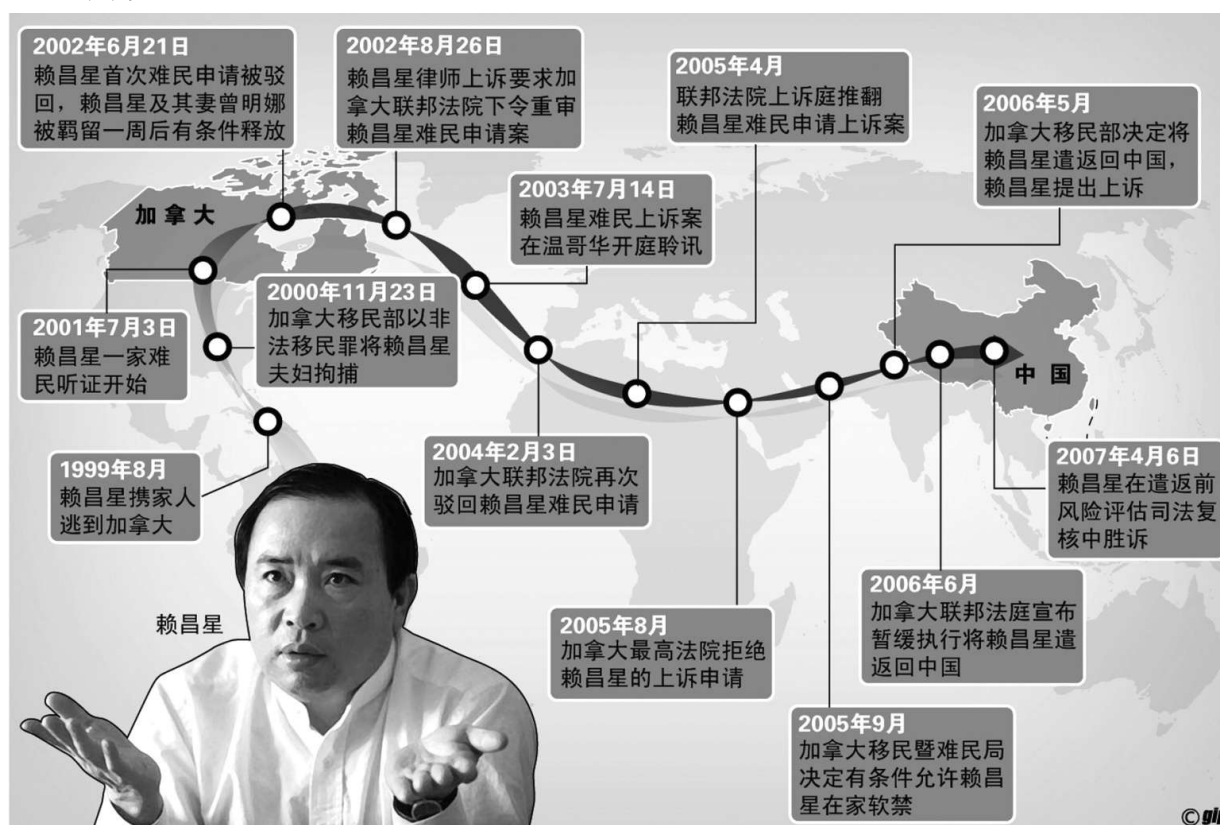 2002年6月21日
赖昌星首次难民申请被驳
回，赖昌星及其妻曾明娜
被羁留一周后有条件释放
2002年8月26日
赖昌星律师上诉要求加
拿大联邦法院下令重审
赖昌星难民申请案
2005年4月
联邦法院上诉庭推翻
赖昌星难民申请上诉案
2006年5月
加拿大移民部决定将
赖昌星遣返回中国，
赖昌星提出上诉
2003年7月14日
赖昌星难民上诉案
在温哥华开庭聆讯
加拿大
2000年11月23日
加拿大移民部以非
法移民罪将赖昌星
夫妇拘捕
2001年7月3日
赖昌星一家难
民听证开始
中国
1999年8月
赖昌星携家人
逃到加拿大
2004年2月3日
加拿大联邦法院再次
驳回赖昌星难民申请
2007年4月6日
赖昌星在遣返前
风险评估司法复
核中胜诉
2006年6月
加拿大联邦法庭宣布
暂缓执行将赖昌星遣
返回中国
2005年8月
加拿大最高法院拒绝
赖昌星的上诉申请
2005年9月
加拿大移民暨难民局
决定有条件允许赖昌
星在家软禁
赖昌星